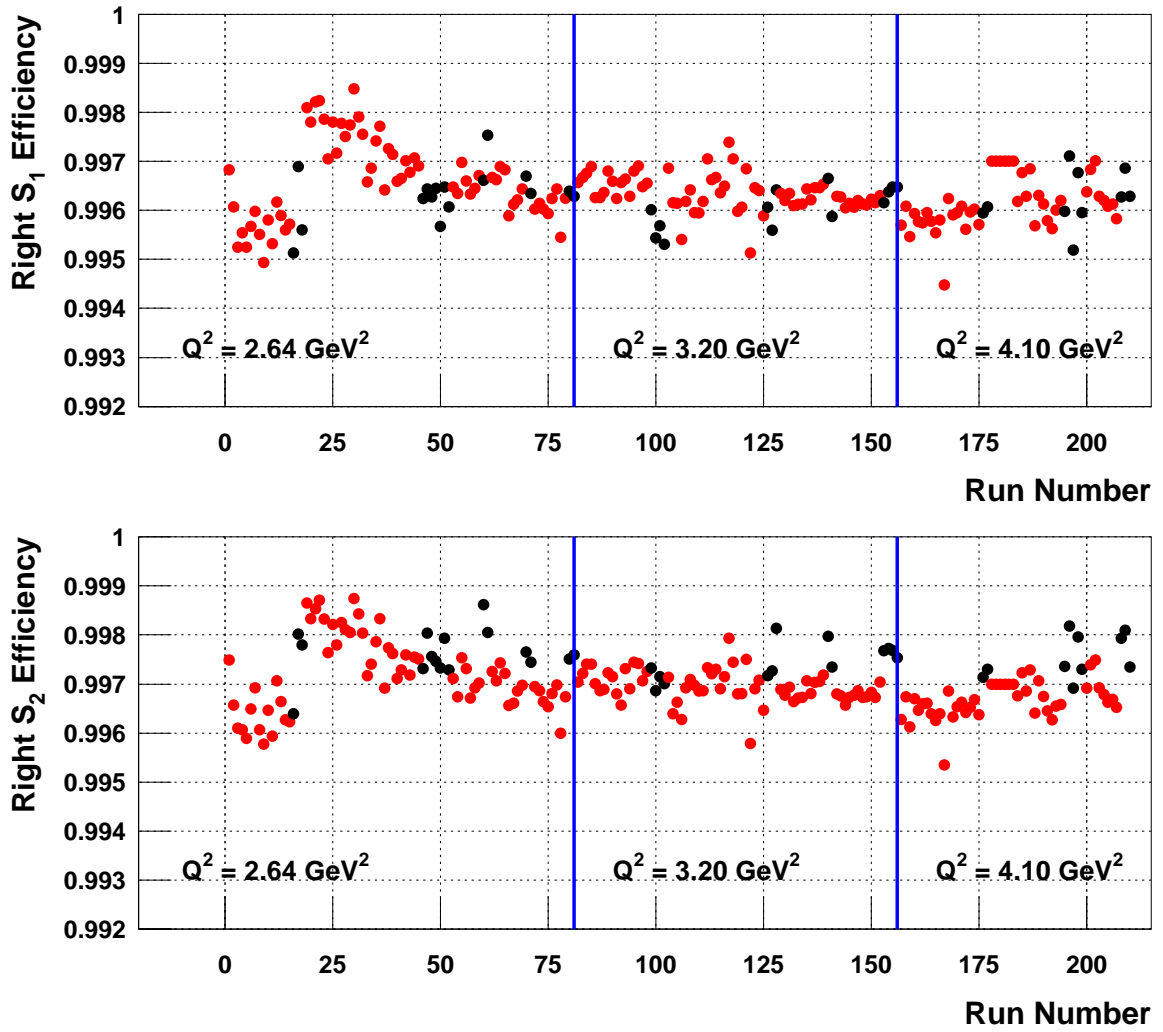 Right S₁ Efficiency
1
0.999
0.998
0.997
0.996
0.995
0.994
0.993
0.992
Q² = 2.64 GeV² Q² = 3.20 GeV² Q² = 4.10 GeV²
0 25 50 75 100 125 150 175 200
Run Number
Right S₂ Efficiency
1
0.999
0.998
0.997
0.996
0.995
0.994
0.993
0.992
Q² = 2.64 GeV² Q² = 3.20 GeV² Q² = 4.10 GeV²
0 25 50 75 100 125 150 175 200
Run Number